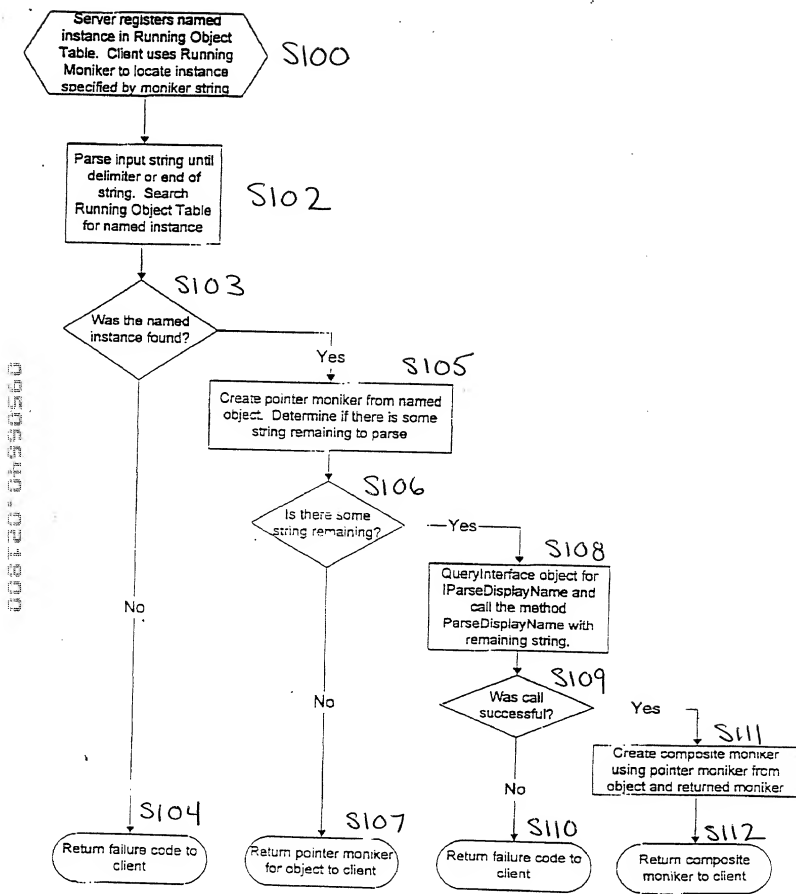 Server registers named
instance in Running Object
Table. Client uses Running
Moniker to locate instance
specified by moniker string
S100
Parse input string until
delimiter or end of
string. Search
Running Object Table
for named instance
S102
S103
Was the named
instance found?
Yes
S105
Create pointer moniker from named
object. Determine if there is some
string remaining to parse
S106
Is there some
string remaining?
Yes
S108
QueryInterface object for
IParseDisplayName and
call the method
ParseDisplayName with
remaining string.
No
S109
Was call
successful?
Yes
No
S111
Create composite moniker
using pointer moniker from
object and returned moniker
No
S104
Return failure code to
client
S107
Return pointer moniker
for object to client
S110
Return failure code to
client
S112
Return composite
moniker to client